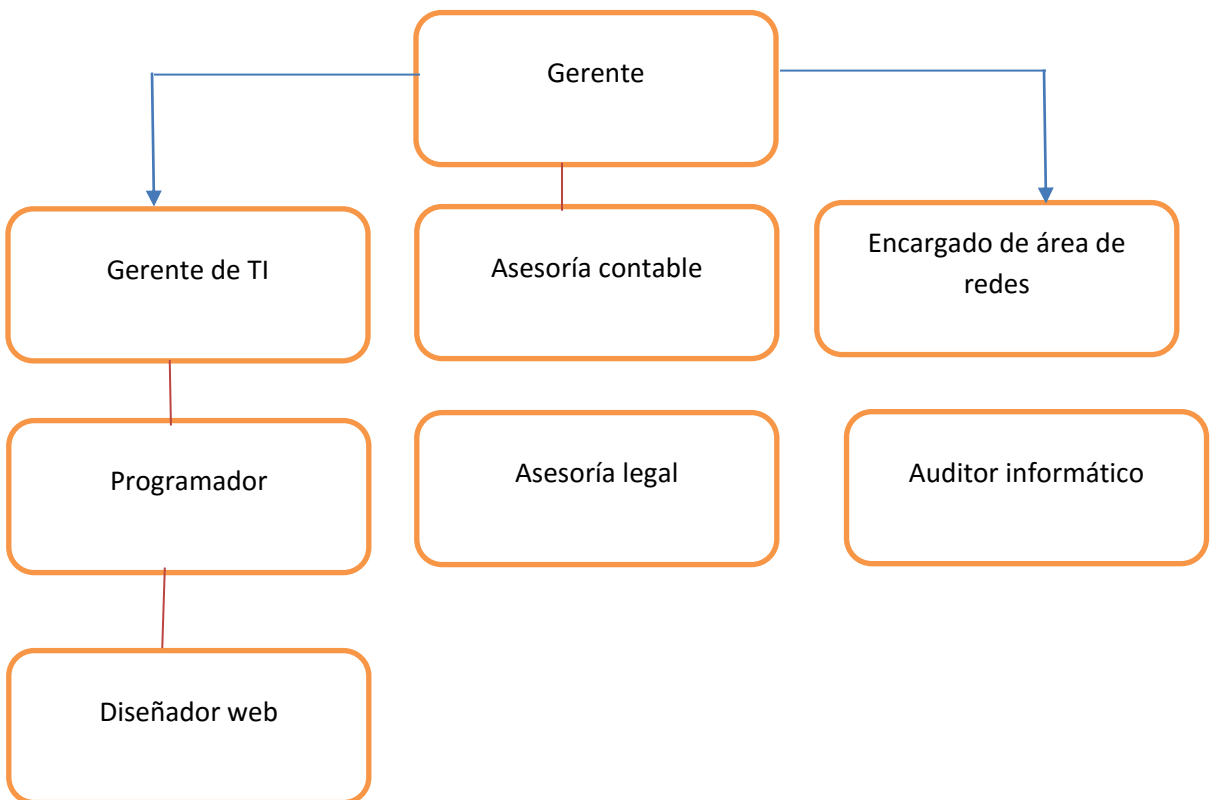 Gerente
Gerente de TI
Asesoría contable
Encargado de área de
redes
Programador
Asesoría legal
Auditor informático
Diseñador web